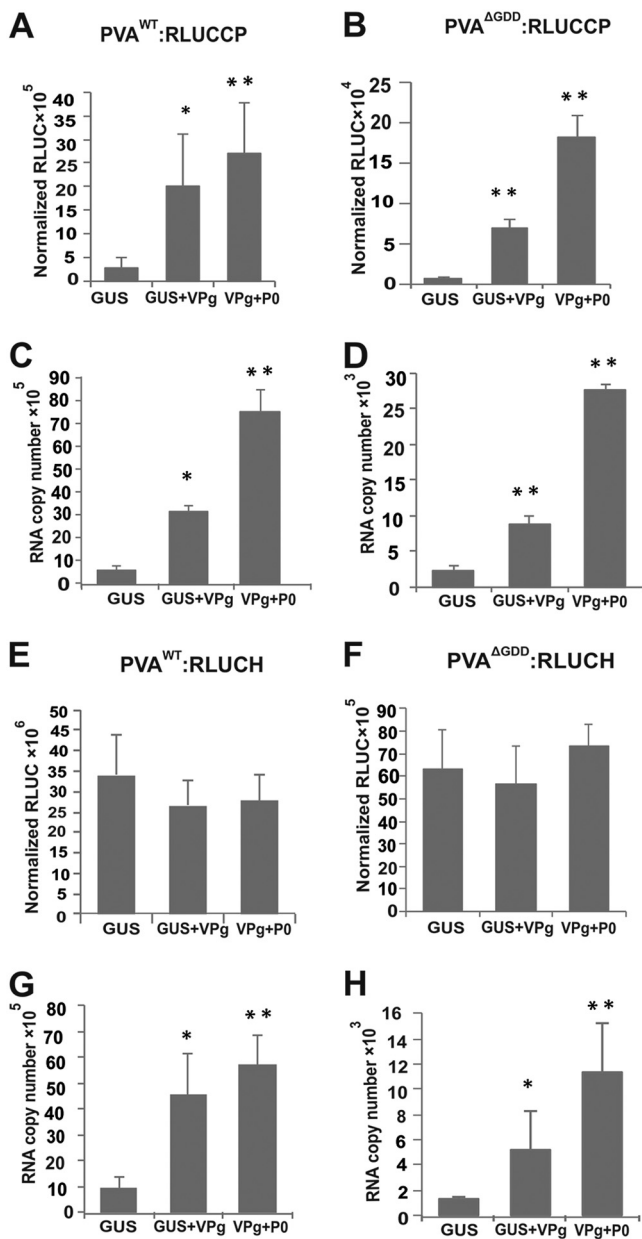 A
PVA^WT:RLUCCP
Normalized RLUC×10^5
40
35
30
25
20
15
10
5
0
*
**
GUS
GUS+VPg
VPg+P0
B
PVA^ΔGDD:RLUCCP
Normalized RLUC ×10^4
25
20
15
10
5
0
**
**
GUS
GUS+VPg
VPg+P0
C
RNA copy number ×10^5
90
80
70
60
50
40
30
20
10
0
*
**
GUS
GUS+VPg
VPg+P0
D
RNA copy number ×10^3
30
25
20
15
10
5
0
**
**
GUS
GUS+VPg
VPg+P0
E
PVA^WT:RLUCH
Normalized RLUC ×10^6
50
45
35
30
25
15
10
5
0
GUS
GUS+VPg
VPg+P0
F
PVA^ΔGDD:RLUCH
Normalized RLUC×10^5
90
80
70
60
50
40
30
20
10
0
GUS
GUS+VPg
VPg+P0
G
RNA copy number ×10^5
80
70
60
50
40
30
20
10
0
*
**
GUS
GUS+VPg
VPg+P0
H
RNA copy number ×10^3
16
14
12
8
6
4
2
0
*
**
GUS
GUS+VPg
VPg+P0